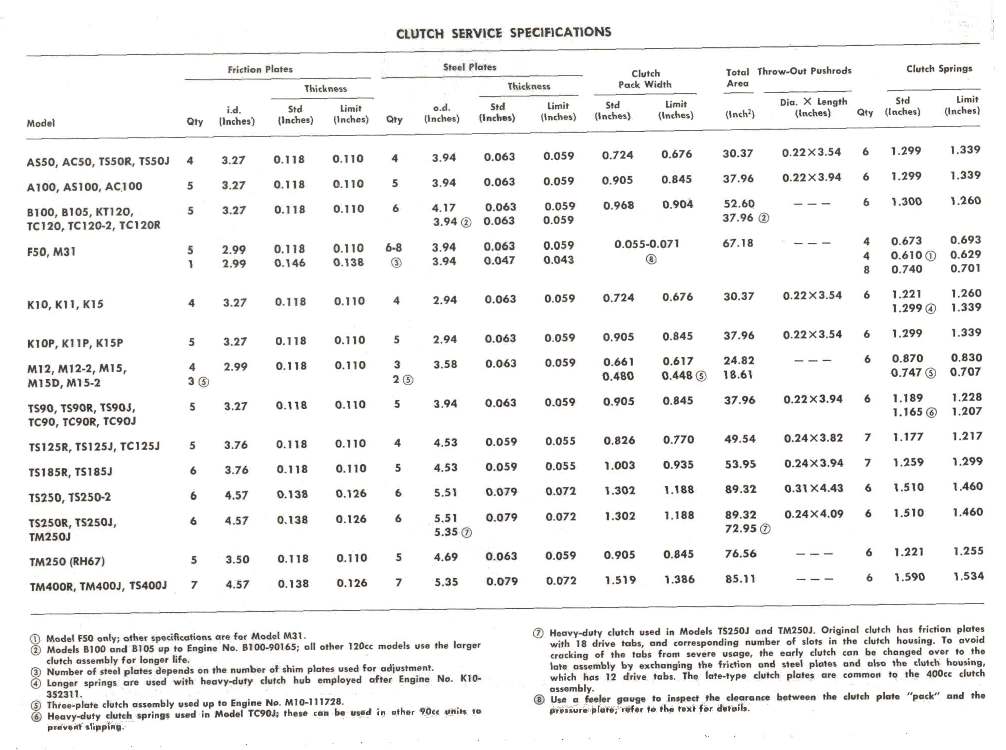 CLUTCH SERVICE SPECIFICATIONS
Friction Plates Steel Plates Clutch Pack Width Total Area Throw-Out Pushrods Clutch Springs
Thickness Thickness
Model Qty i.d. (Inches) Std (Inches) Limit (Inches) Qty o.d. (Inches) Std (Inches) Limit (Inches) Std (Inches) Limit (Inches) (Inch²) Dia. X Length (Inches) Qty Std (Inches) Limit (Inches)
AS50, AC50, TS50R, TS50J 4 3.27 0.118 0.110 4 3.94 0.063 0.059 0.724 0.676 30.37 0.22X3.54 6 1.299 1.339
A100, AS100, AC100 5 3.27 0.118 0.110 5 3.94 0.063 0.059 0.905 0.845 37.96 0.22X3.94 6 1.299 1.339
B100, B105, KT120, 5 3.27 0.118 0.110 6 4.17 0.063 0.059 0.968 0.904 52.60 – – – 6 1.300 1.260
TC120, TC120-2, TC120R 3.94 ② 0.063 0.059 37.96 ②
F50, M31 5 2.99 0.118 0.110 6-8 3.94 0.063 0.059 0.055-0.071 67.18 – – – 4 0.673 0.693
1 2.99 0.146 0.138 ③ 3.94 0.047 0.043 ⑧ 4 0.610 ① 0.629
8 0.740 0.701
K10, K11, K15 4 3.27 0.118 0.110 4 2.94 0.063 0.059 0.724 0.676 30.37 0.22X3.54 6 1.221 1.260
1.299 ④ 1.339
K10P, K11P, K15P 5 3.27 0.118 0.110 5 2.94 0.063 0.059 0.905 0.845 37.96 0.22X3.54 6 1.299 1.339
M12, M12-2, M15, 4 2.99 0.118 0.110 3 3.58 0.063 0.059 0.661 0.617 24.82 – – – 6 0.870 0.830
M15D, M15-2 3 ⑤ 2 ⑤ 0.480 0.448 ⑤ 18.61 0.747 ⑤ 0.707
TS90, TS90R, TS90J, 5 3.27 0.118 0.110 5 3.94 0.063 0.059 0.905 0.845 37.96 0.22X3.94 6 1.189 1.228
TC90, TC90R, TC90J 1.165 ⑥ 1.207
TS125R, TS125J, TC125J 5 3.76 0.118 0.110 4 4.53 0.059 0.055 0.826 0.770 49.54 0.24X3.82 7 1.177 1.217
TS185R, TS185J 6 3.76 0.118 0.110 5 4.53 0.059 0.055 1.003 0.935 53.95 0.24X3.94 7 1.259 1.299
TS250, TS250-2 6 4.57 0.138 0.126 6 5.51 0.079 0.072 1.302 1.188 89.32 0.31X4.43 6 1.510 1.460
TS250R, TS250J, 6 4.57 0.138 0.126 6 5.51 0.079 0.072 1.302 1.188 89.32 0.24X4.09 6 1.510 1.460
TM250J 5.35 ⑦ 72.95 ⑦
TM250 (RH67) 5 3.50 0.118 0.110 5 4.69 0.063 0.059 0.905 0.845 76.56 – – – 6 1.221 1.255
TM400R, TM400J, TS400J 7 4.57 0.138 0.126 7 5.35 0.079 0.072 1.519 1.386 85.11 – – – 6 1.590 1.534
① Model F50 only; other specifications are for Model M31.
② Models B100 and B105 up to Engine No. B100-90165; all other 120cc models use the larger
clutch assembly for longer life.
③ Number of steel plates depends on the number of shim plates used for adjustment.
④ Longer springs are used with heavy-duty clutch hub employed after Engine No. K10-
352311.
⑤ Three-plate clutch assembly used up to Engine No. M10-111728.
⑥ Heavy-duty clutch springs used in Model TC90J; these can be used in other 90cc units to
prevent slipping.
⑦ Heavy-duty clutch used in Models TS250J and TM250J. Original clutch has friction plates
with 18 drive tabs, and corresponding number of slots in the clutch housing. To avoid
cracking of the tabs from severe usage, the early clutch can be changed over to the
late assembly by exchanging the friction and steel plates and also the clutch housing,
which has 12 drive tabs. The late-type clutch plates are common to the 400cc clutch
assembly.
⑧ Use a feeler gauge to inspect the clearance between the clutch plate "pack" and the
pressure plate; refer to the text for details.